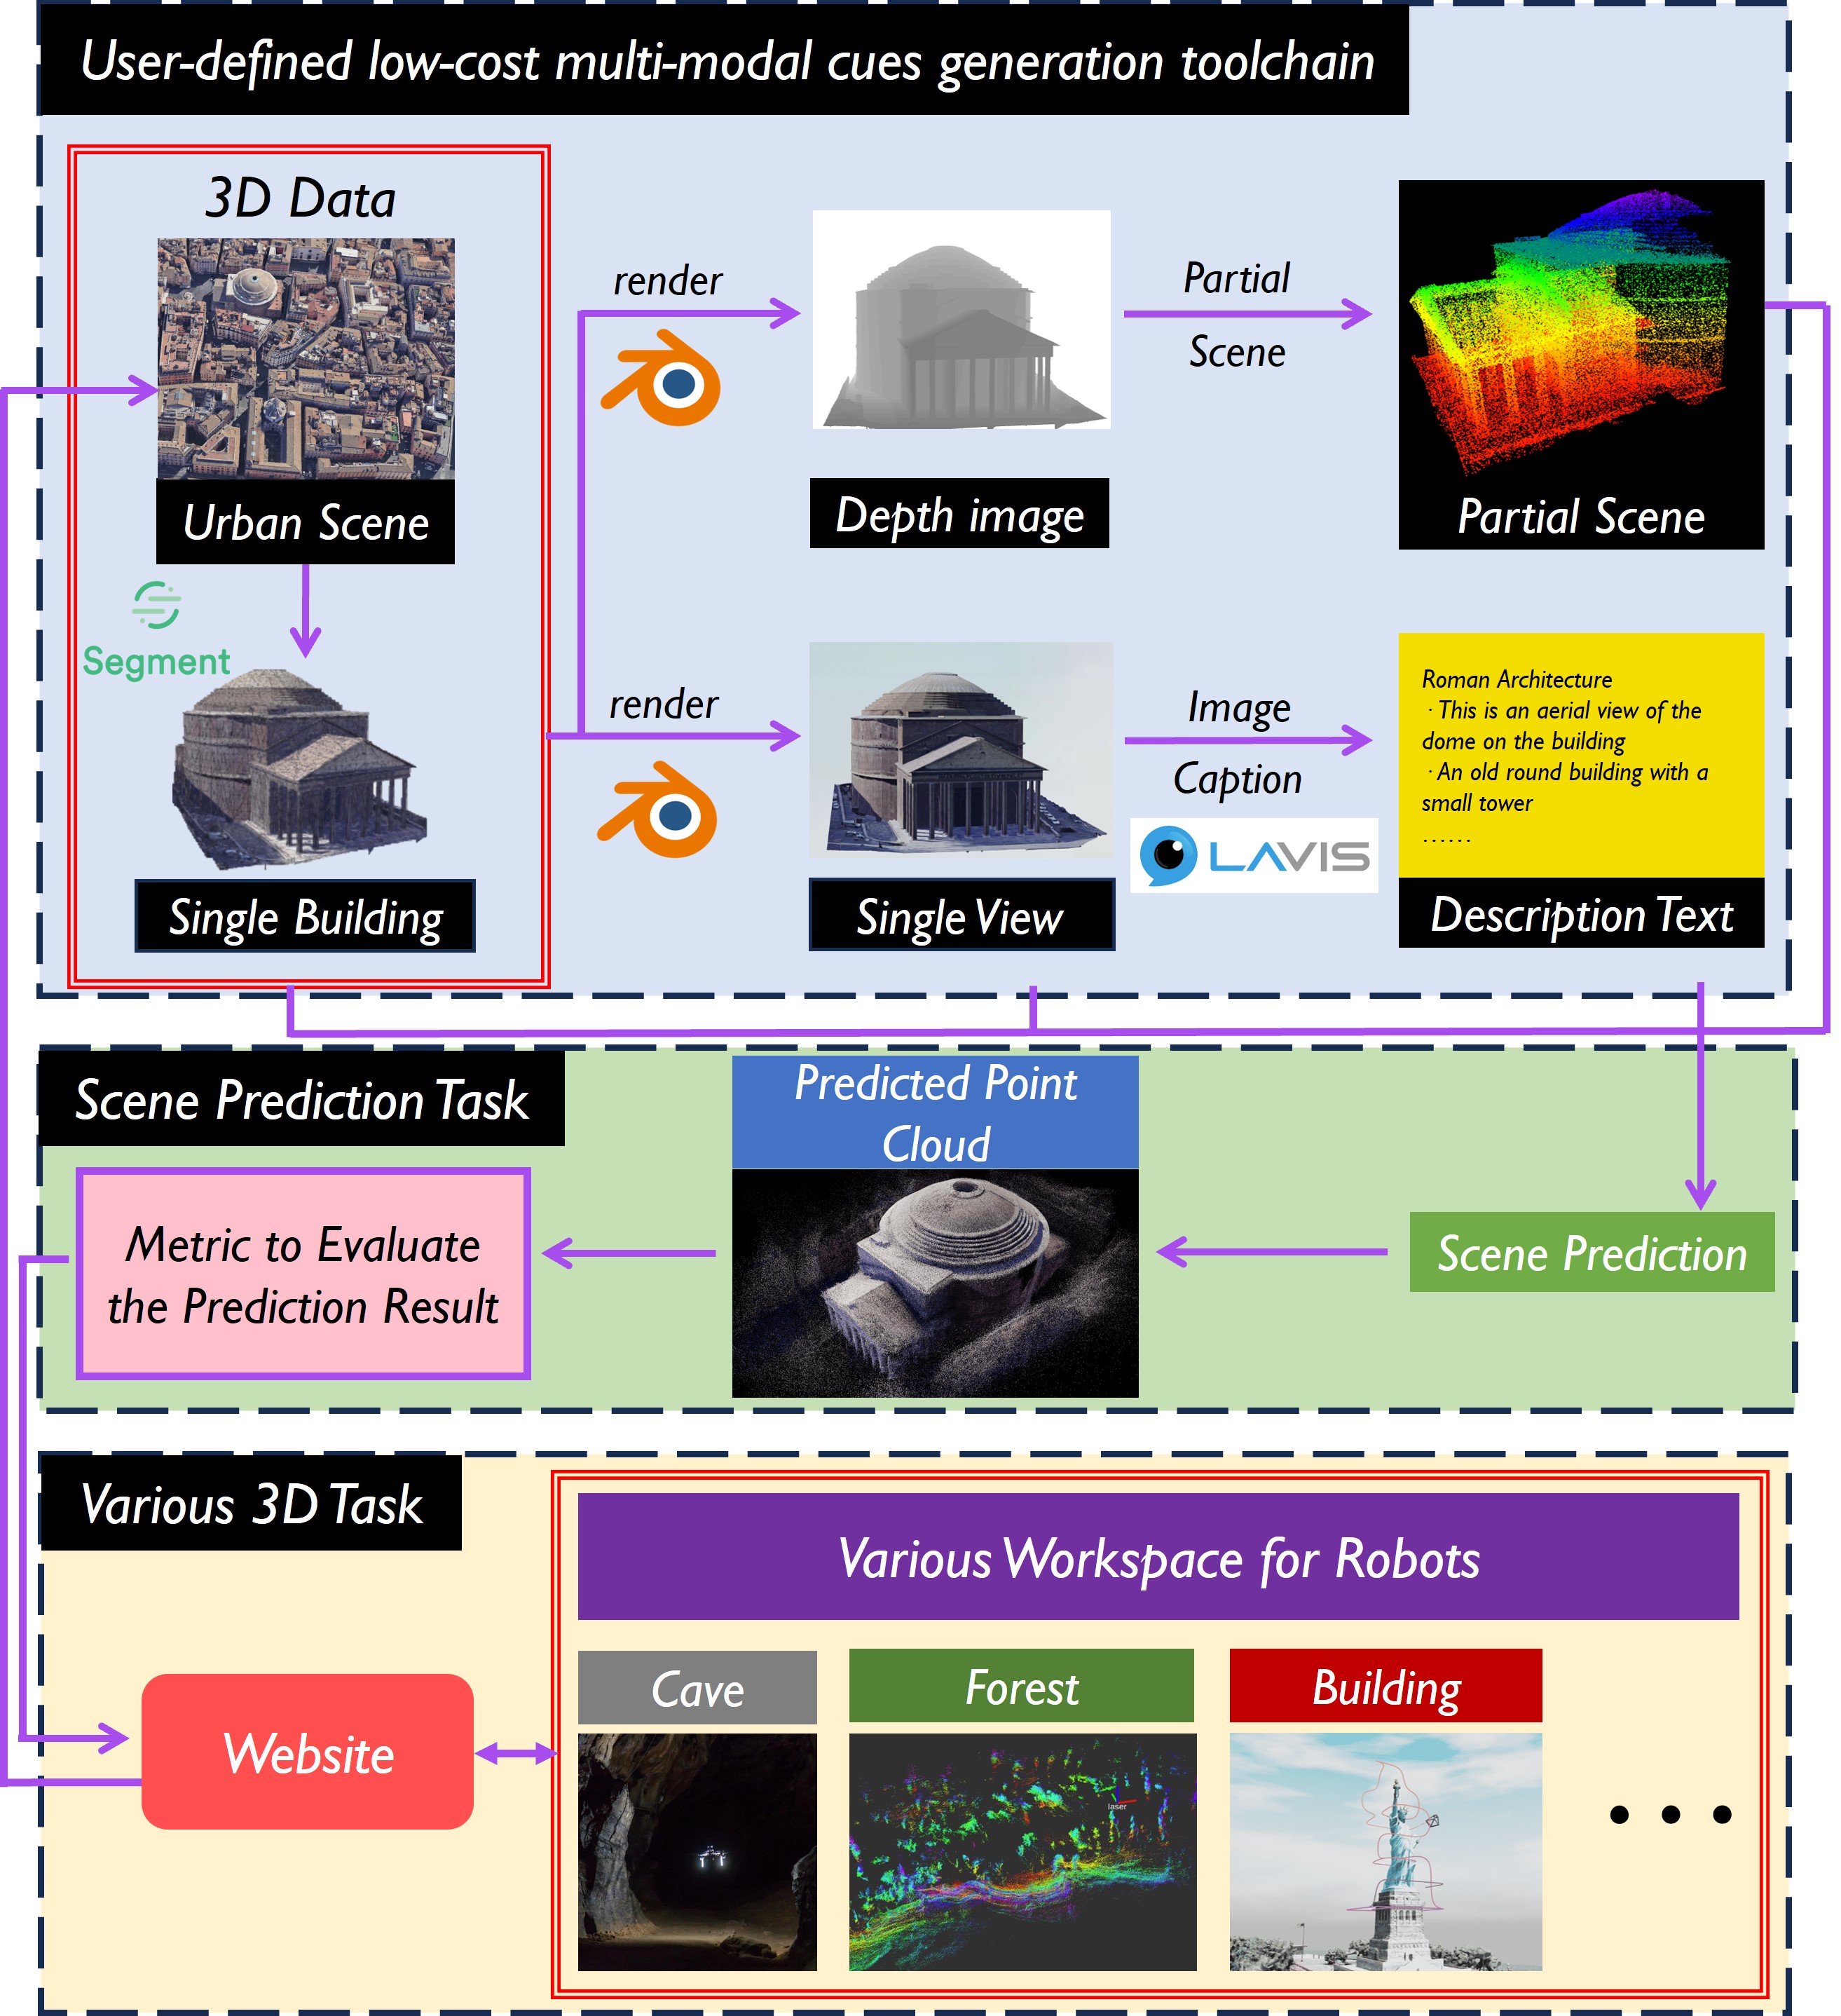 User-defined low-cost multi-modal cues generation toolchain
3D Data
Urban Scene
Segment
Single Building
render
Depth image
Partial
Scene
Partial Scene
render
Single View
Image
Caption
LAVIS
Roman Architecture
· This is an aerial view of the
dome on the building
· An old round building with a
small tower
......
Description Text
Scene Prediction Task
Predicted Point
Cloud
Metric to Evaluate
the Prediction Result
Scene Prediction
Various 3D Task
Various Workspace for Robots
Website
Cave
Forest
laser
Building
• • •